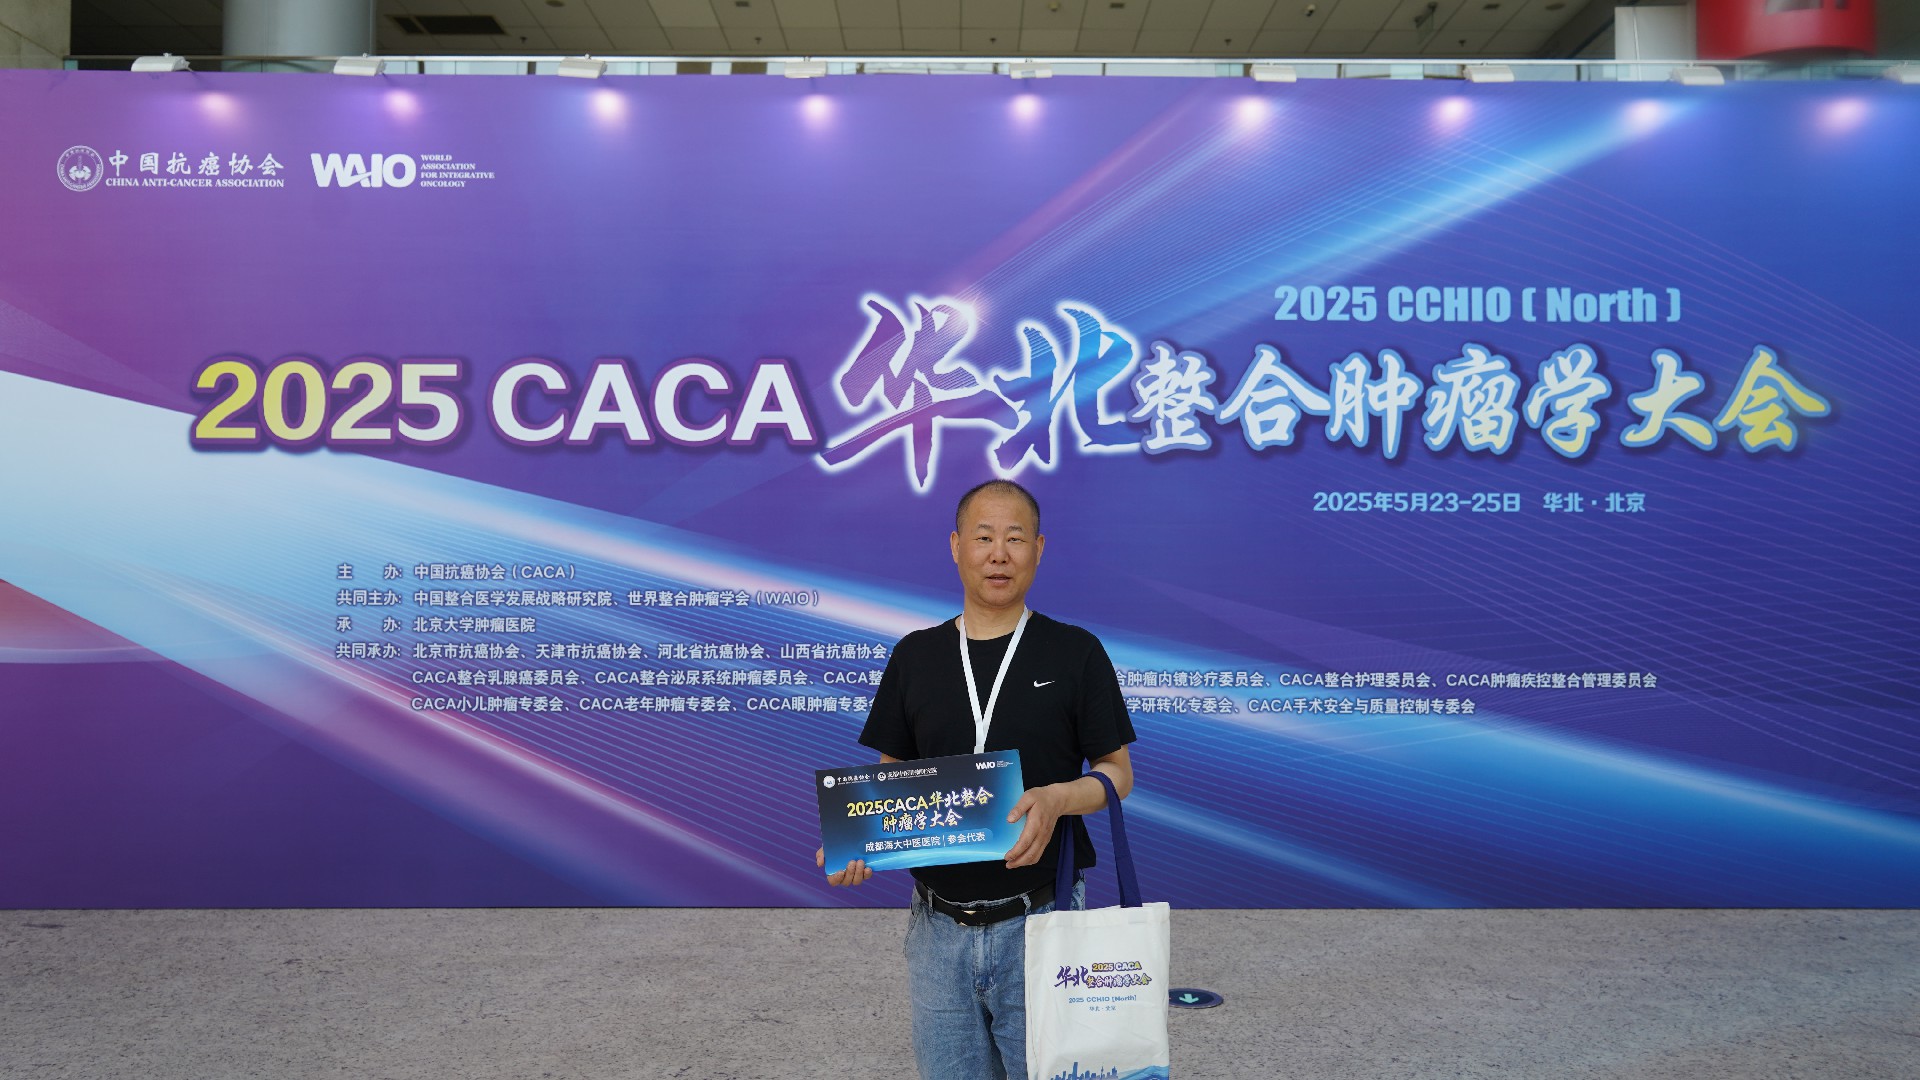 中国抗癌协会
CHINA ANTI-CANCER ASSOCIATION
WAIO
WORLD
ASSOCIATION
FOR INTEGRATIVE
ONCOLOGY
2025 CCHIO ( North )
2025 CACA 华北整合肿瘤学大会
2025年5月23-25日 华北·北京
主 办: 中国抗癌协会(CACA)
共同主办: 中国整合医学发展战略研究院、世界整合肿瘤学会(WAIO)
承 办: 北京大学肿瘤医院
共同承办: 北京市抗癌协会、天津市抗癌协会、河北省抗癌协会、山西省抗癌协会、
CACA整合乳腺癌委员会、CACA整合泌尿系统肿瘤委员会、CACA整 合肿瘤内镜诊疗委员会、CACA整合护理委员会、CACA肿瘤疾控整合管理委员会
CACA小儿肿瘤专委会、CACA老年肿瘤专委会、CACA眼肿瘤专委会 学研转化专委会、CACA手术安全与质量控制专委会
中国抗癌协会
WAIO
2025CACA华北整合
肿瘤学大会
成都海大中医医院 | 参会代表
华北 2025 CACA
整合肿瘤学大会
2025 CCHIO (North)
华北·北京